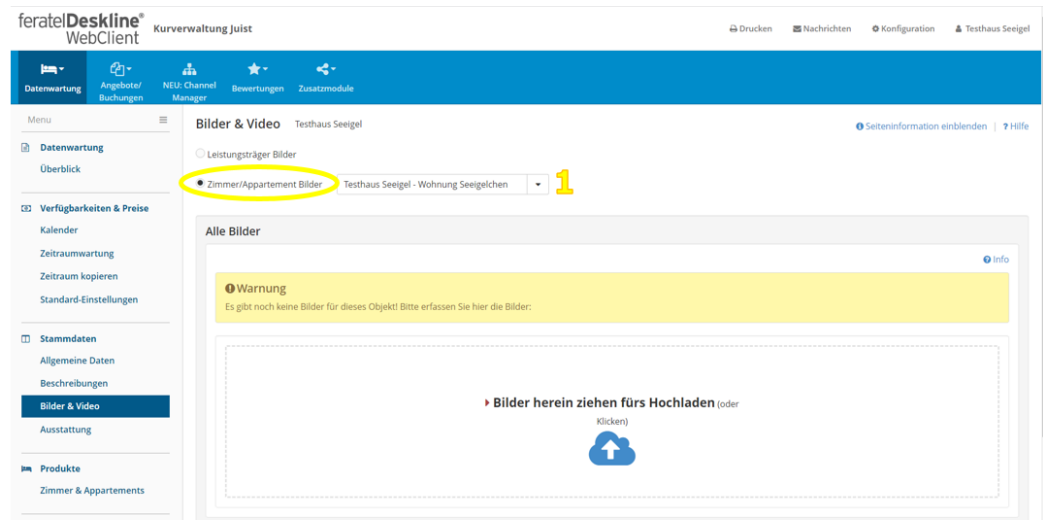 feratelDeskline®
WebClient
Kurverwaltung Juist
Drucken
Nachrichten
Konfiguration
Testhaus Seeigel
Datenwartung
Angebote/
Buchungen
NEU: Channel
Manager
Bewertungen
Zusatzmodule
Menu
Datenwartung
Überblick
Verfügbarkeiten & Preise
Kalender
Zeitraumwartung
Zeitraum kopieren
Standard-Einstellungen
Stammdaten
Allgemeine Daten
Beschreibungen
Bilder & Video
Ausstattung
Produkte
Zimmer & Appartements
Bilder & Video Testhaus Seeigel
Seiteninformation einblenden | ? Hilfe
Leistungsträger Bilder
Zimmer/Appartement Bilder
Testhaus Seeigel - Wohnung Seeigelchen
1
Alle Bilder
Info
Warnung
Es gibt noch keine Bilder für dieses Objekt! Bitte erfassen Sie hier die Bilder:
Bilder herein ziehen fürs Hochladen (oder
Klicken)